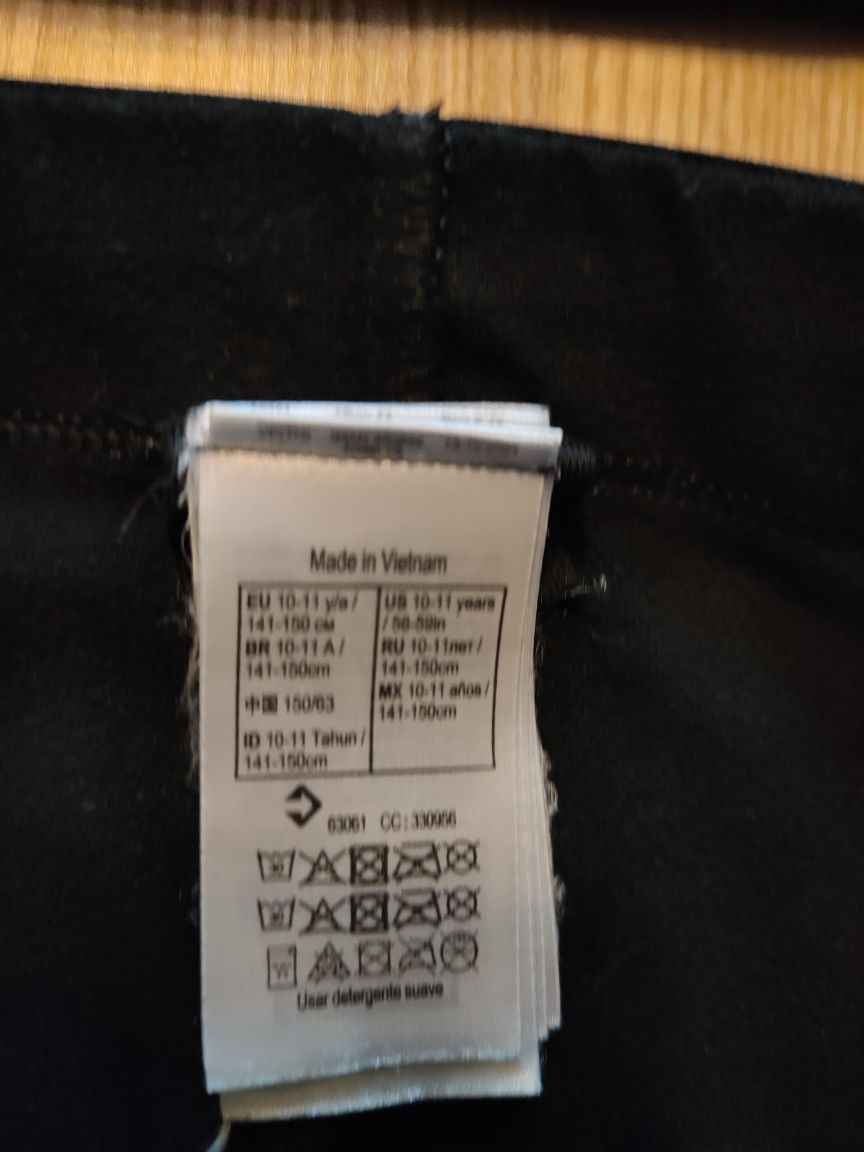 Made in Vietnam
EU 10-11 y/a /
141-150 см
BR 10-11 A /
141-150cm
中国 150/63
ID 10-11 Tahun /
141-150cm
US 10-11 years
/ 56-59in
RU 10-11лет /
141-150cm
MX 10-11 años /
141-150cm
63061 CC: 330956
Usar detergente suave